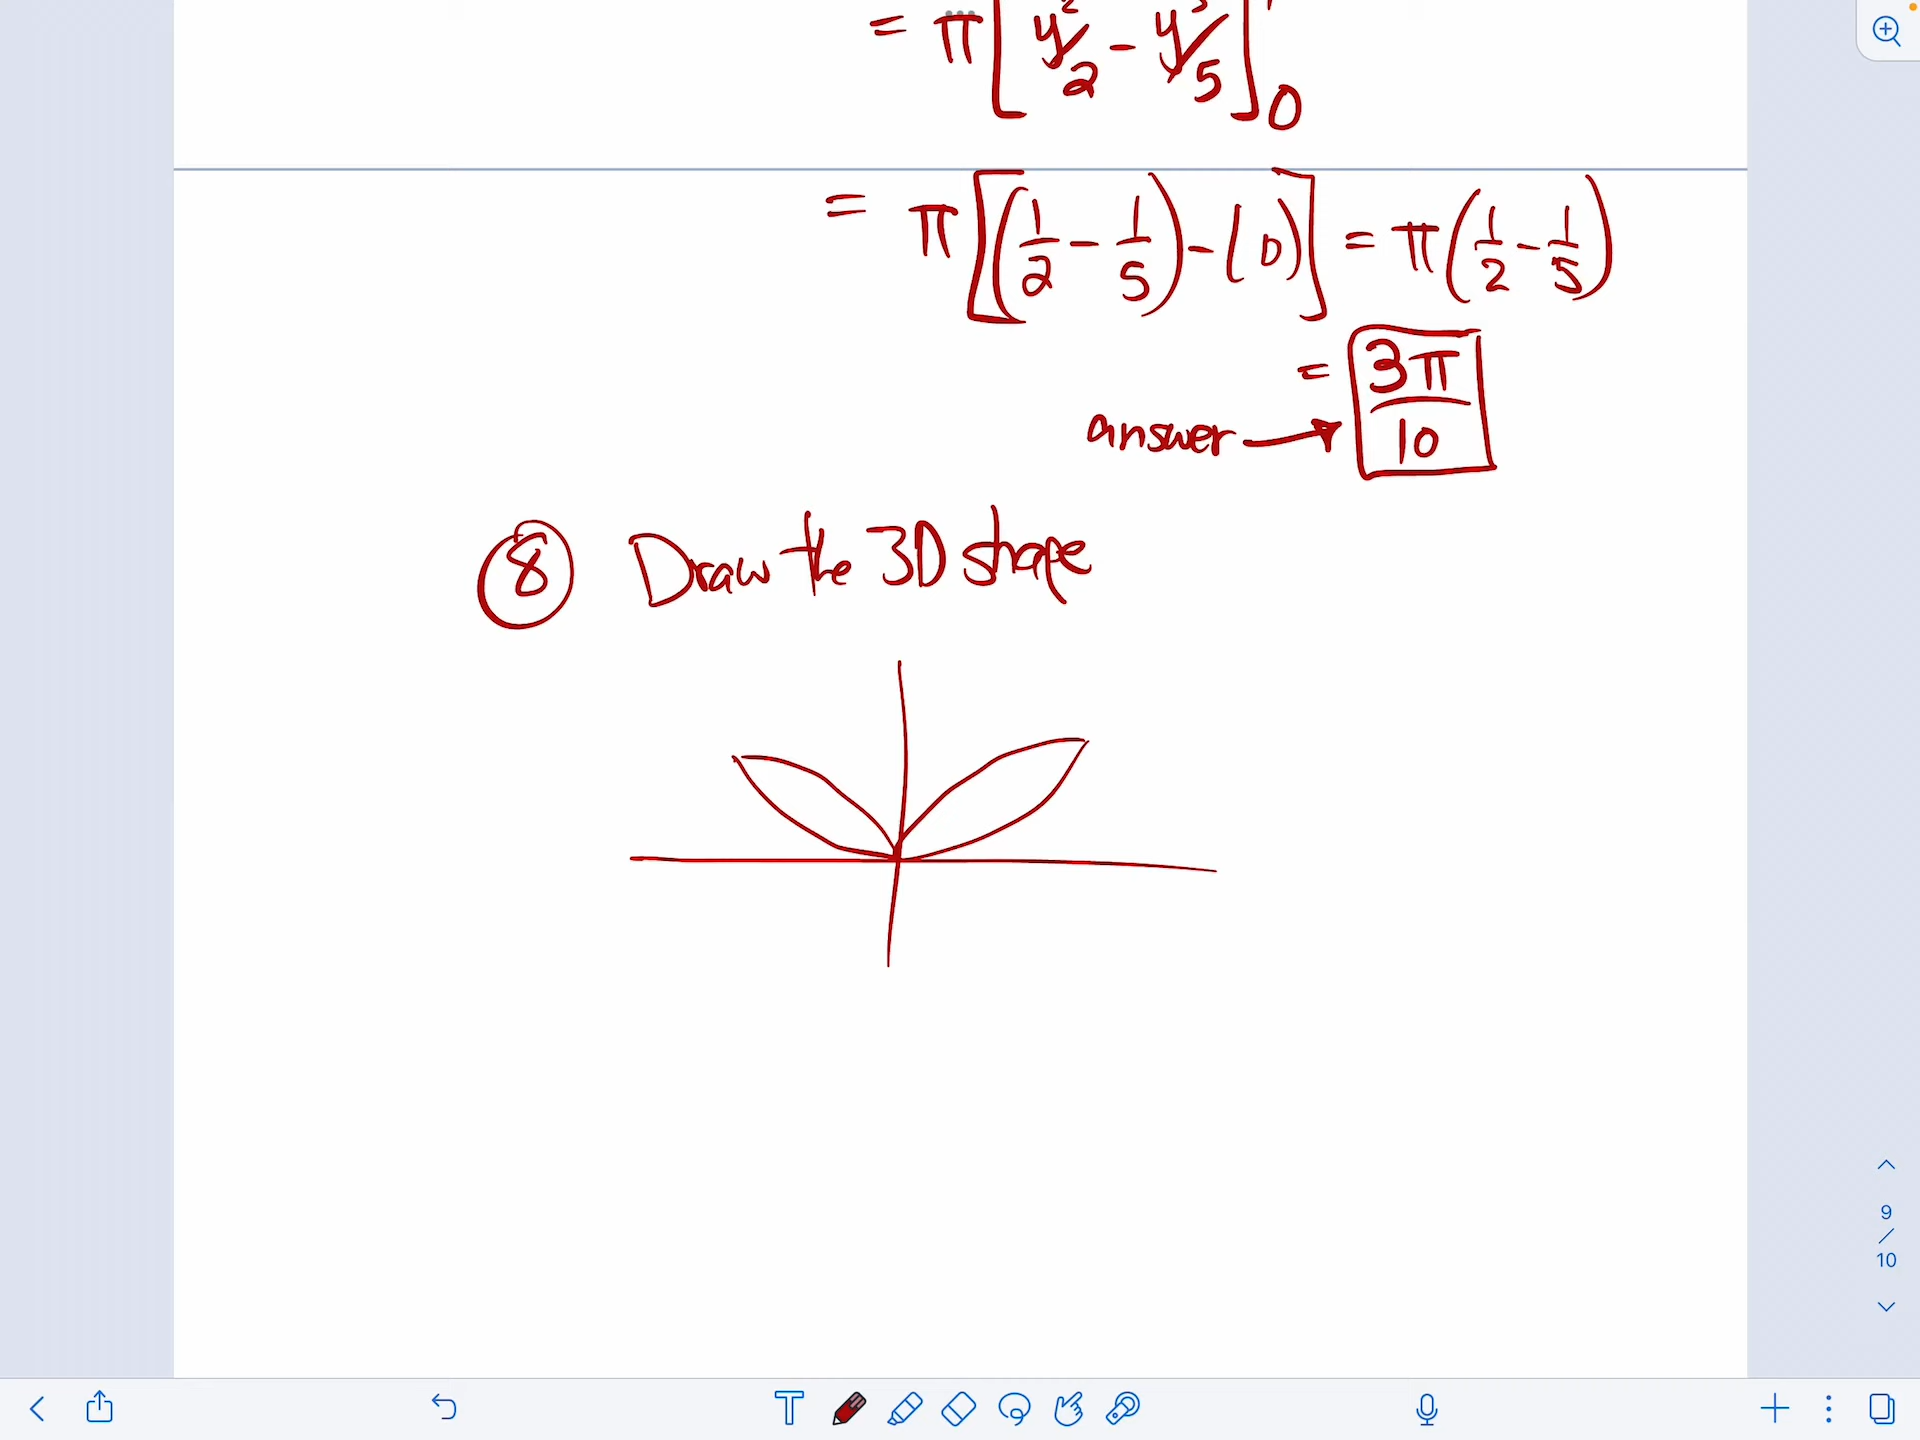 = π[y²/2 - y⁵/5]₀
= π[(1/2 - 1/5) - (0)] = π(1/2 - 1/5)
= 3π/10
answer →
⑧ Draw the 3D shape
9
/
10
T